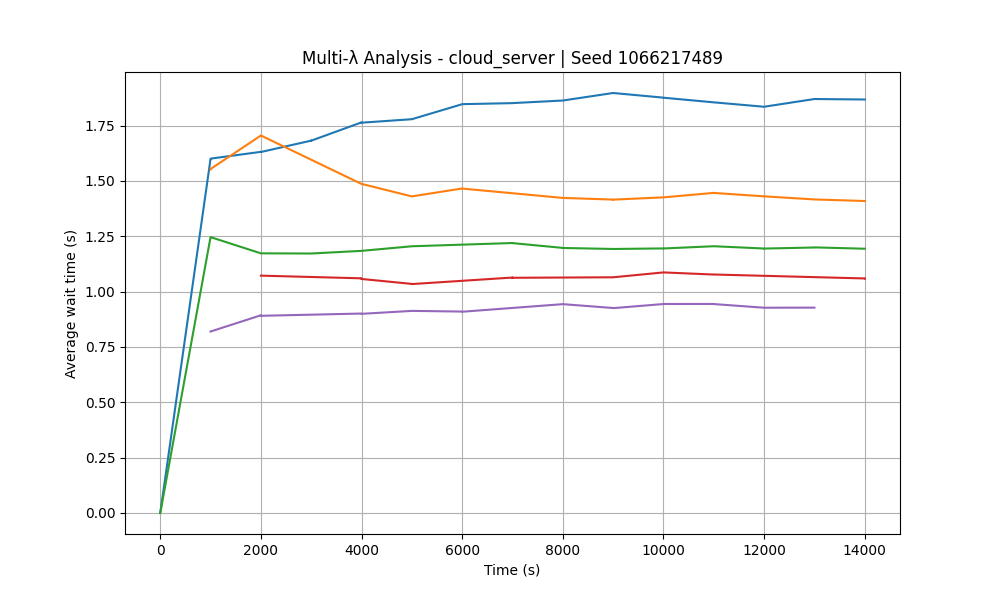 Multi-λ Analysis - cloud_server | Seed 1066217489
Average wait time (s)
1.75
1.50
1.25
1.00
0.75
0.50
0.25
0.00
0 2000 4000 6000 8000 10000 12000 14000
Time (s)